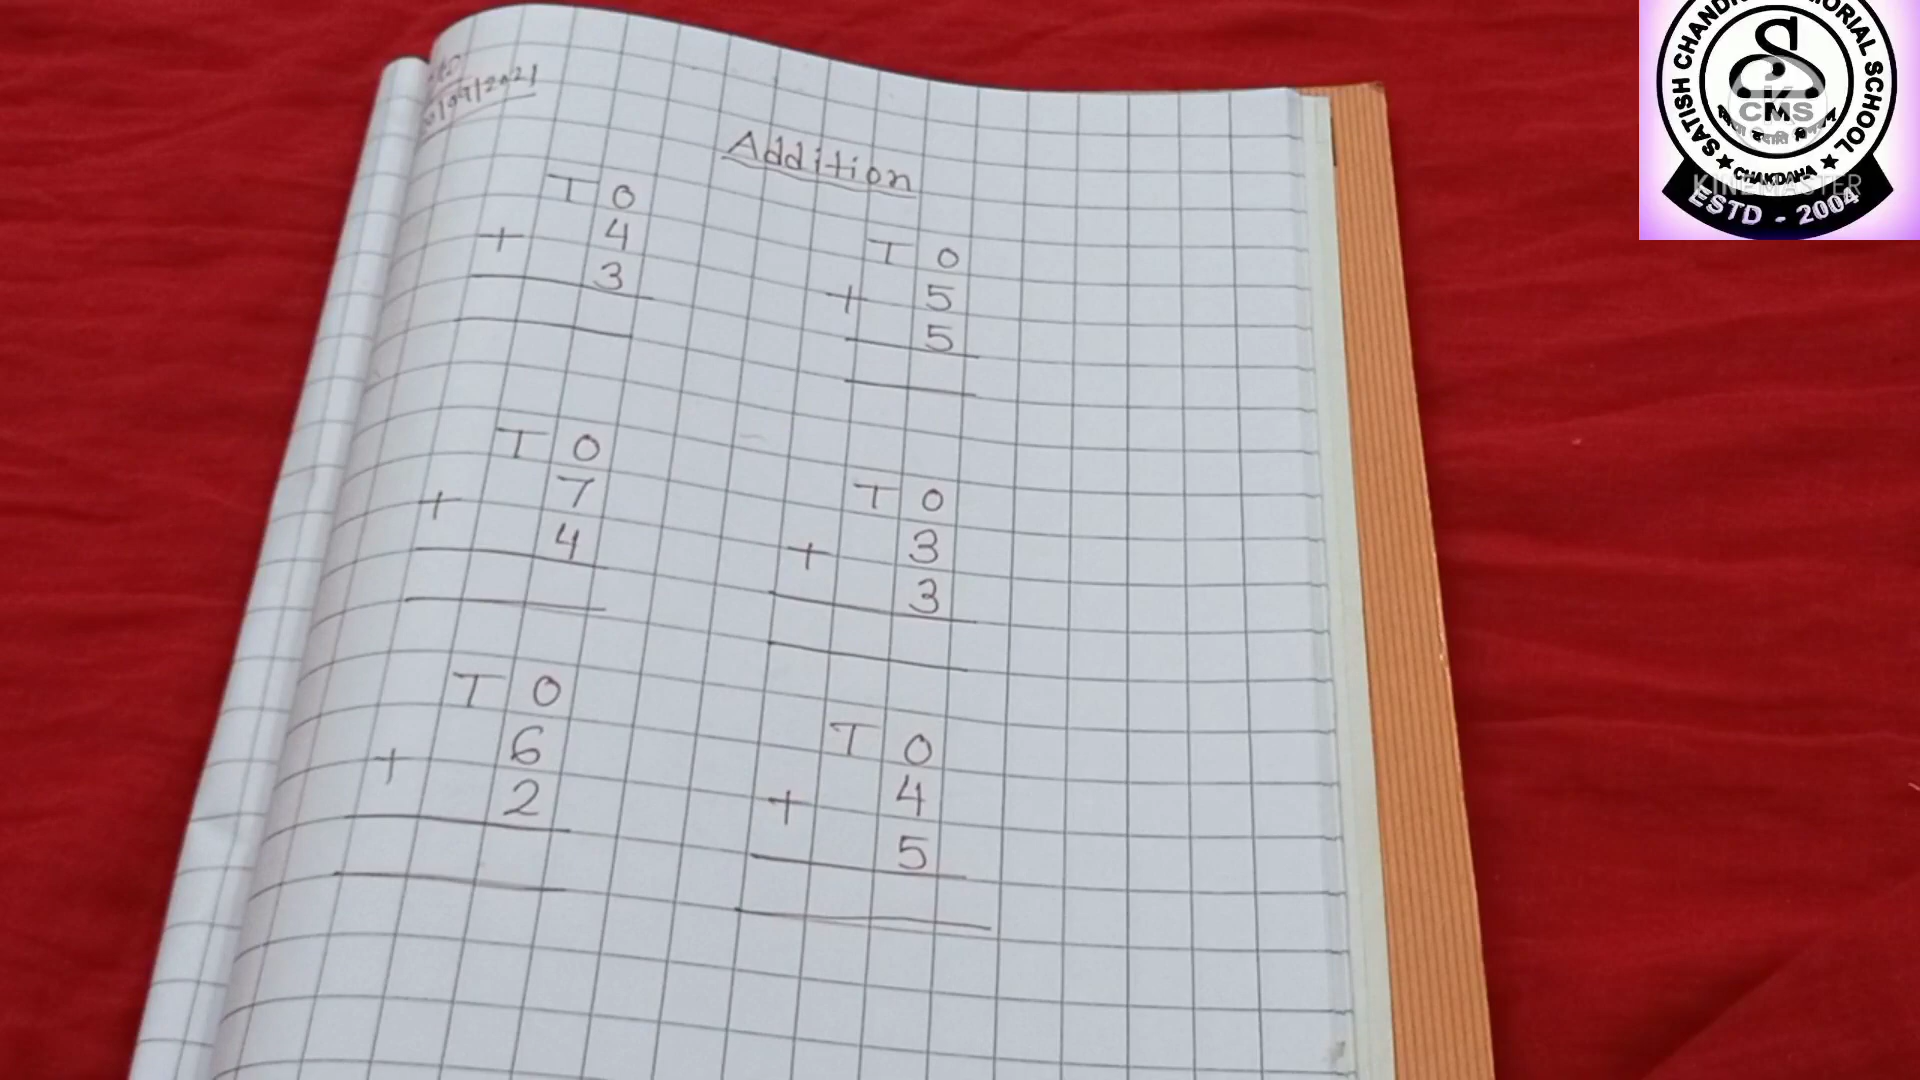 Addition
T O
4
+
3
T O
5
+
5
T O
7
+
4
T O
3
+
3
T O
6
+
2
T O
4
+
5
SATISH CHANDRA MEMORIAL SCHOOL
CMS
CHAKDAHA
ESTD - 2004
KINEMASTER